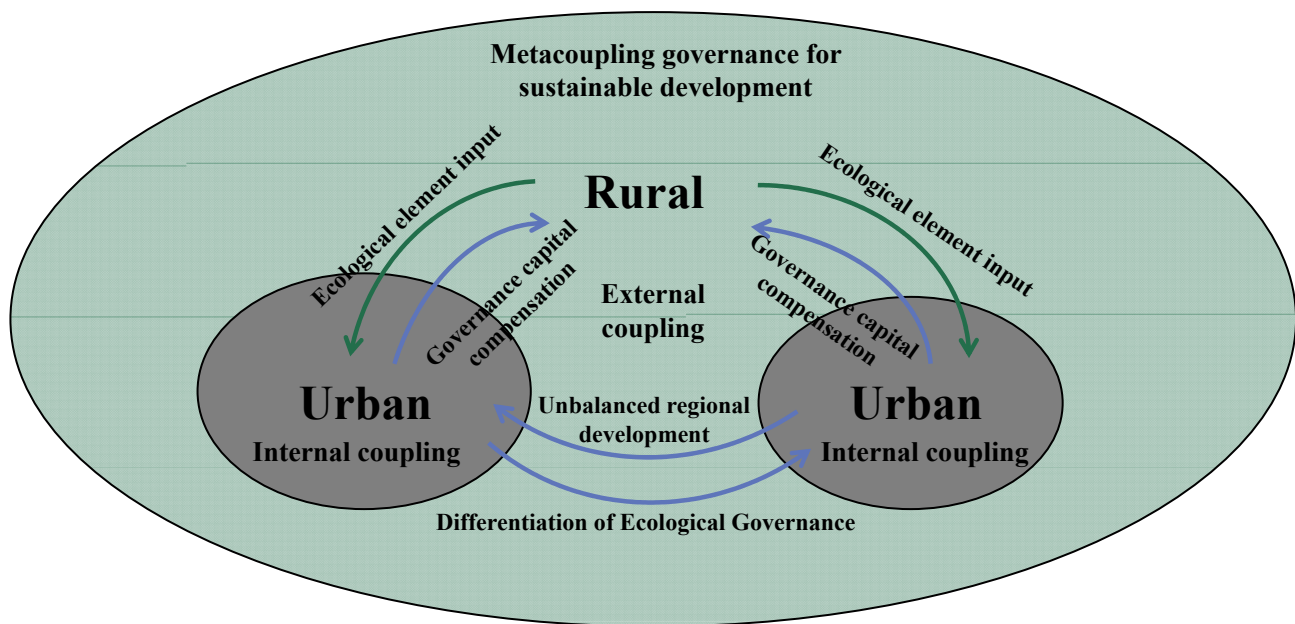 Metacoupling governance for
sustainable development
Ecological element input
Rural
Ecological element input
Governance capital
compensation
External
coupling
Governance capital
compensation
Urban
Internal coupling
Unbalanced regional
development
Urban
Internal coupling
Differentiation of Ecological Governance